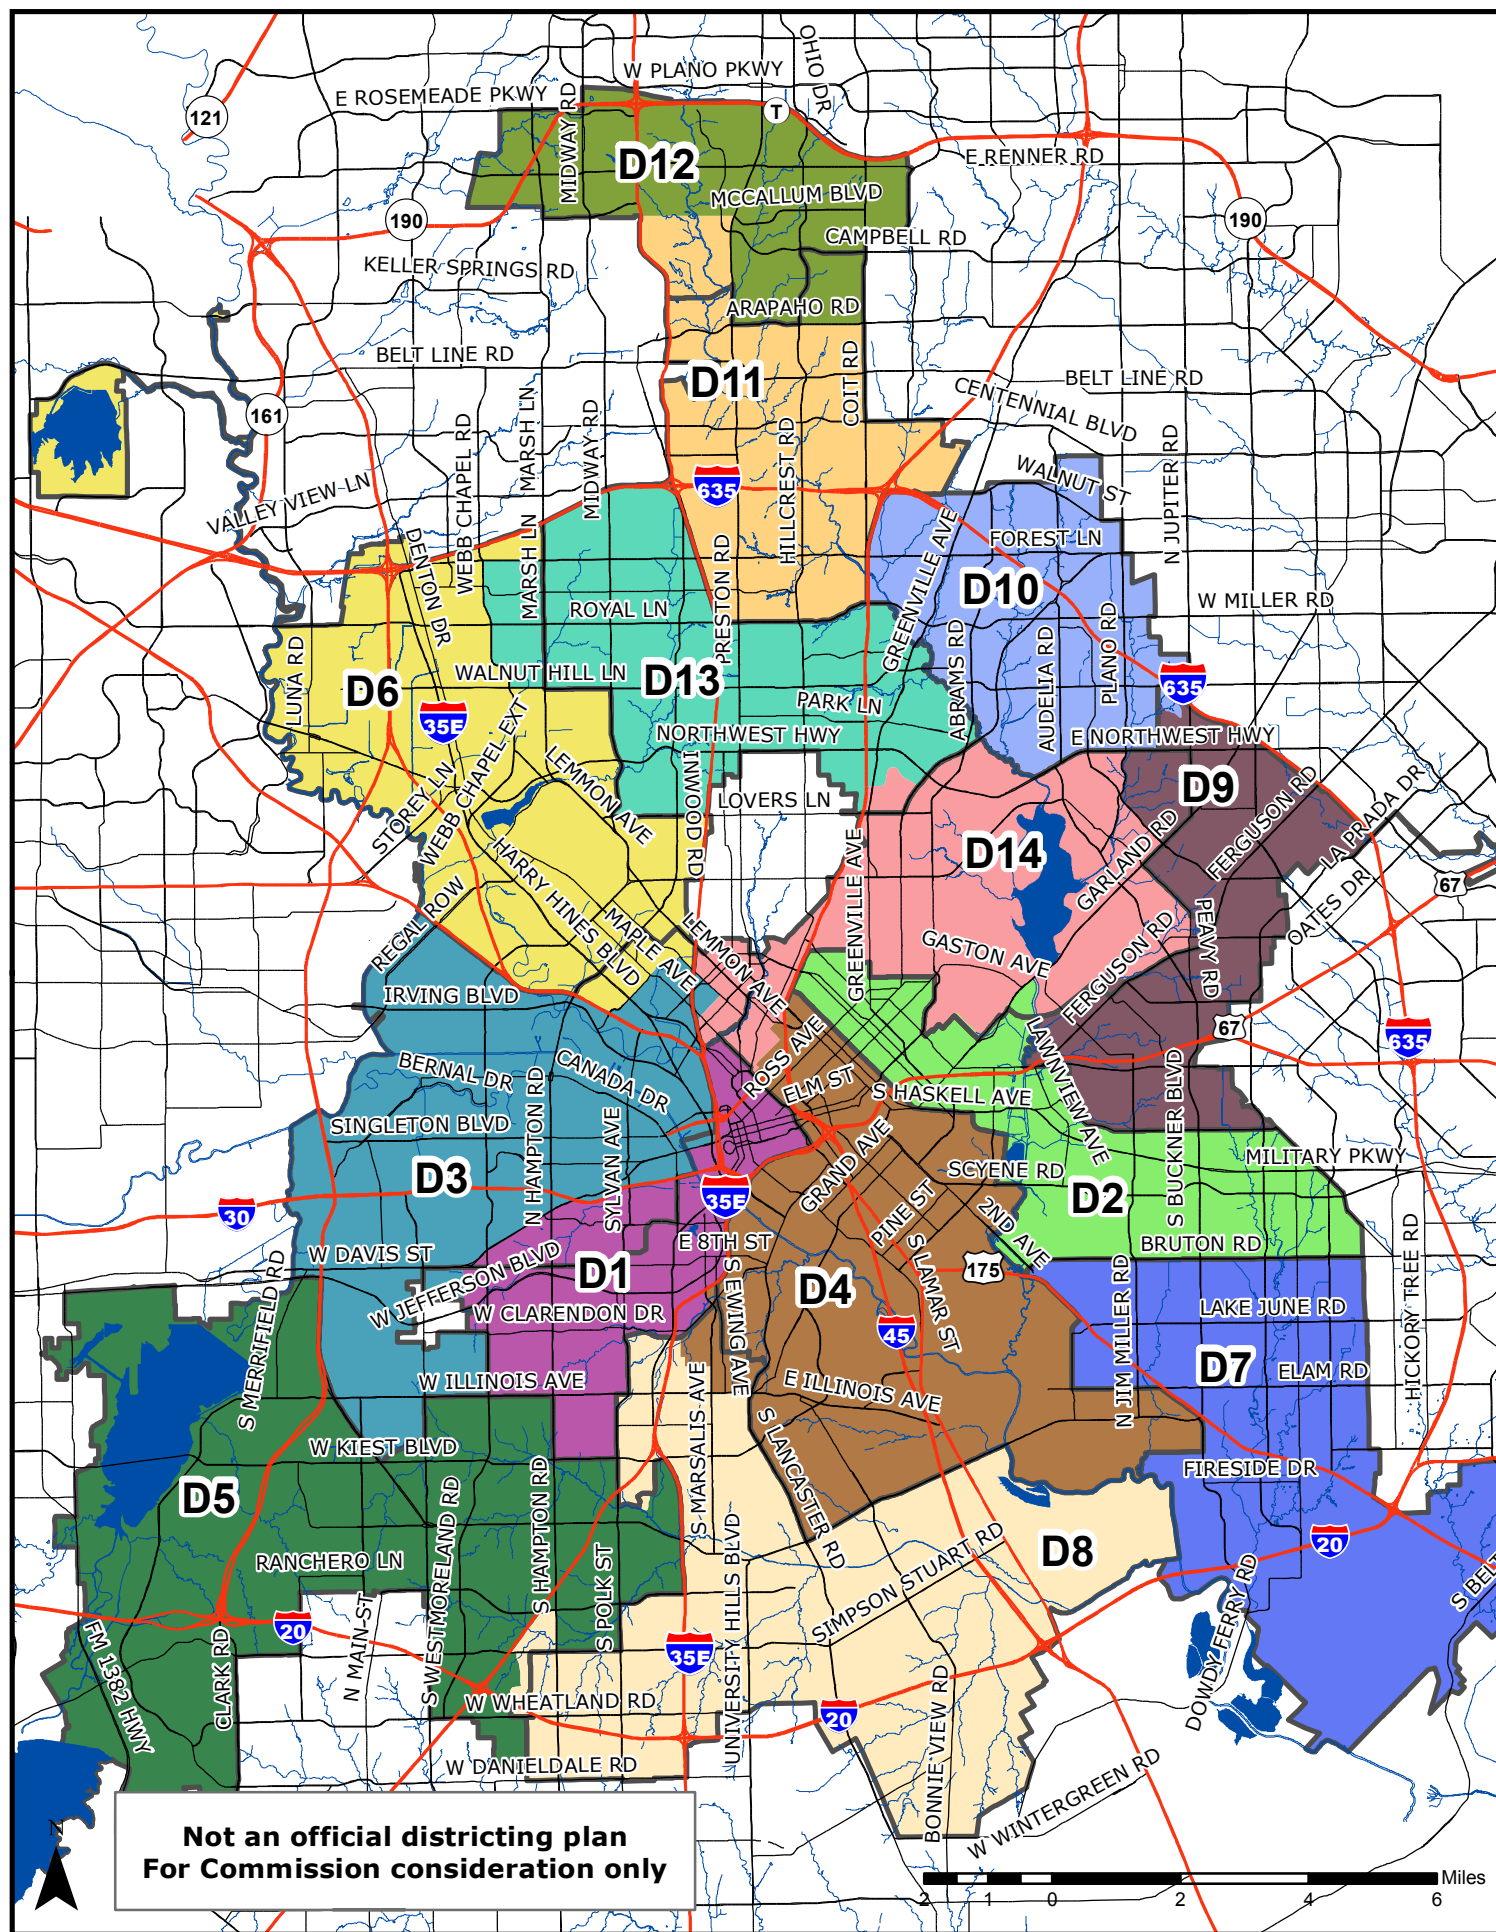 W PLANO PKWY
OHIO DR
E ROSEMEADE PKWY
MIDWAY RD
121
T
D12
E RENNER RD
MCCALLUM BLVD
190
190
CAMPBELL RD
KELLER SPRINGS RD
ARAPAHO RD
BELT LINE RD
D11
COIT RD
BELT LINE RD
CENTENNIAL BLVD
161
WEBB CHAPEL RD
MARSH LN
MIDWAY RD
HILLCREST RD
N JUPITER RD
WALNUT ST
VALLEY VIEW LN
635
DENTON DR
MARSH LN
PRESTON RD
GREENVILLE AVE
FOREST LN
D10
ROYAL LN
W MILLER RD
LUNA RD
D6
WALNUT HILL LN
D13
ABRAMS RD
AUDELIA RD
PLANO RD
635
35E
PARK LN
NORTHWEST HWY
E NORTHWEST HWY
STOREY LN
WEBB CHAPEL EXT
LEMMON AVE
INWOOD RD
LOVERS LN
D9
FERGUSON RD
LA PRADA DR
HARRY HINES BLVD
GREENVILLE AVE
D14
GARLAND RD
67
REGAL ROW
MAPLE AVE
LEMMON AVE
GASTON AVE
FERGUSON RD
PEAVY RD
OATES DR
IRVING BLVD
67
635
BERNAL DR
CANADA DR
ROSS AVE
ELM ST
S HASKELL AVE
LAWNVIEW AVE
S BUCKNER BLVD
SINGLETON BLVD
N HAMPTON RD
SYLVAN AVE
GRAND AVE
SCYENE RD
MILITARY PKWY
D3
35E
D2
30
PINE ST
2ND AVE
W DAVIS ST
W JEFFERSON BLVD
E 8TH ST
S LAMAR ST
BRUTON RD
175
S MERRIFIELD RD
D1
S EWING AVE
D4
W CLARENDON DR
45
N JIM MILLER RD
LAKE JUNE RD
HICKORY TREE RD
D7
ELAM RD
W ILLINOIS AVE
S MARSALIS AVE
E ILLINOIS AVE
W KIEST BLVD
S LANCASTER RD
FIRESIDE DR
D5
S WESTMORELAND RD
S HAMPTON RD
RANCHERO LN
S POLK ST
UNIVERSITY HILLS BLVD
SIMPSON STUART RD
D8
20
DOWDY FERRY RD
S BELT
20
FM 1382 HWY
CLARK RD
N MAIN ST
35E
W WHEATLAND RD
20
BONNIE VIEW RD
W DANIELDALE RD
W WINTERGREEN RD
N
Not an official districting plan
For Commission consideration only
Miles
2 1 0 2 4 6